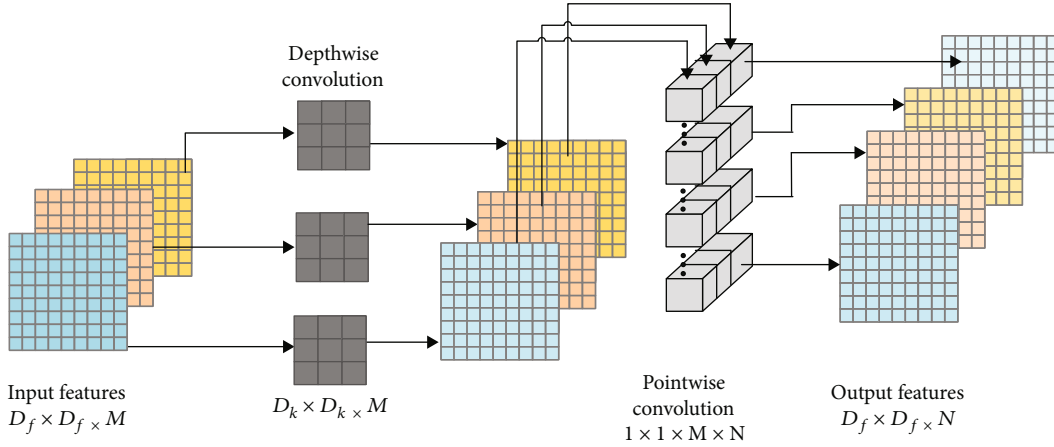 Depthwise
convolution
Input features
D_f × D_f × M
D_k × D_k × M
Pointwise
convolution
1 × 1 × M × N
Output features
D_f × D_f × N